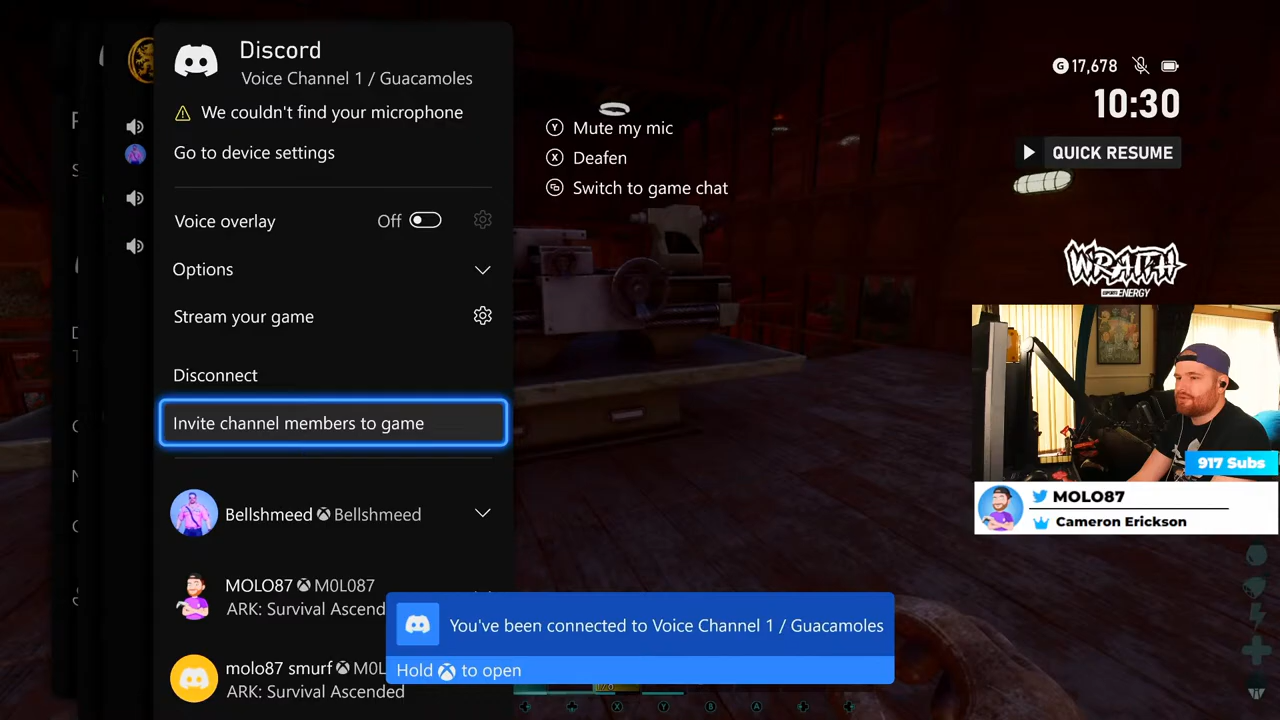 Discord
Voice Channel 1 / Guacamoles
We couldn't find your microphone
Go to device settings
Voice overlay
Off
Options
Stream your game
Disconnect
Invite channel members to game
Bellshmeed Bellshmeed
MOLO87 M0L087
ARK: Survival Ascend
molo87 smurf M0L
ARK: Survival Ascended
Y Mute my mic
X Deafen
Switch to game chat
G 17,678
10:30
QUICK RESUME
WRATH
ENERGY
917 Subs
MOLO87
Cameron Erickson
You've been connected to Voice Channel 1 / Guacamoles
Hold to open
X
Y
B
A